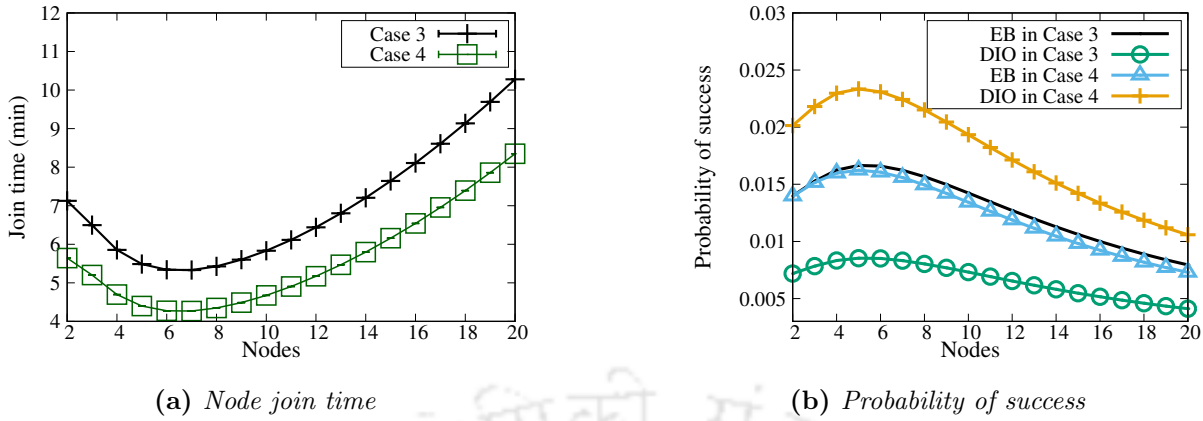 12
11
10
9
8
7
6
5
4
Join time (min)
Case 3
Case 4
2 4 6 8 10 12 14 16 18 20
Nodes
(a) Node join time
0.03
0.025
0.02
0.015
0.01
0.005
Probability of success
EB in Case 3
DIO in Case 3
EB in Case 4
DIO in Case 4
2 4 6 8 10 12 14 16 18 20
Nodes
(b) Probability of success